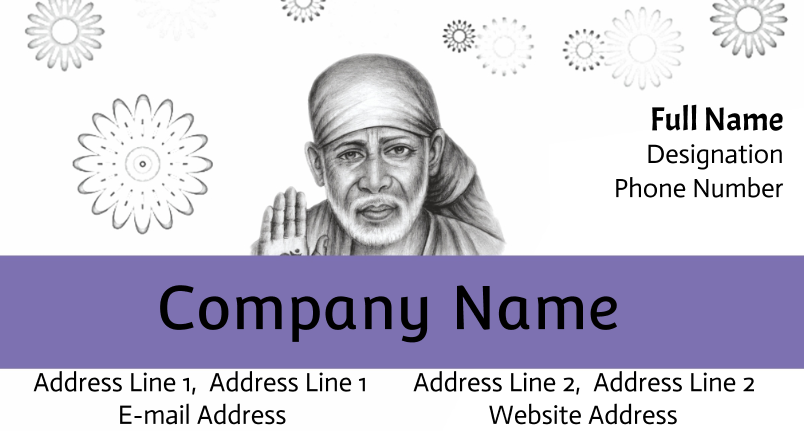 Full Name
Designation
Phone Number
Company Name
Address Line 1,  Address Line 1
E-mail Address
Address Line 2,  Address Line 2
Website Address